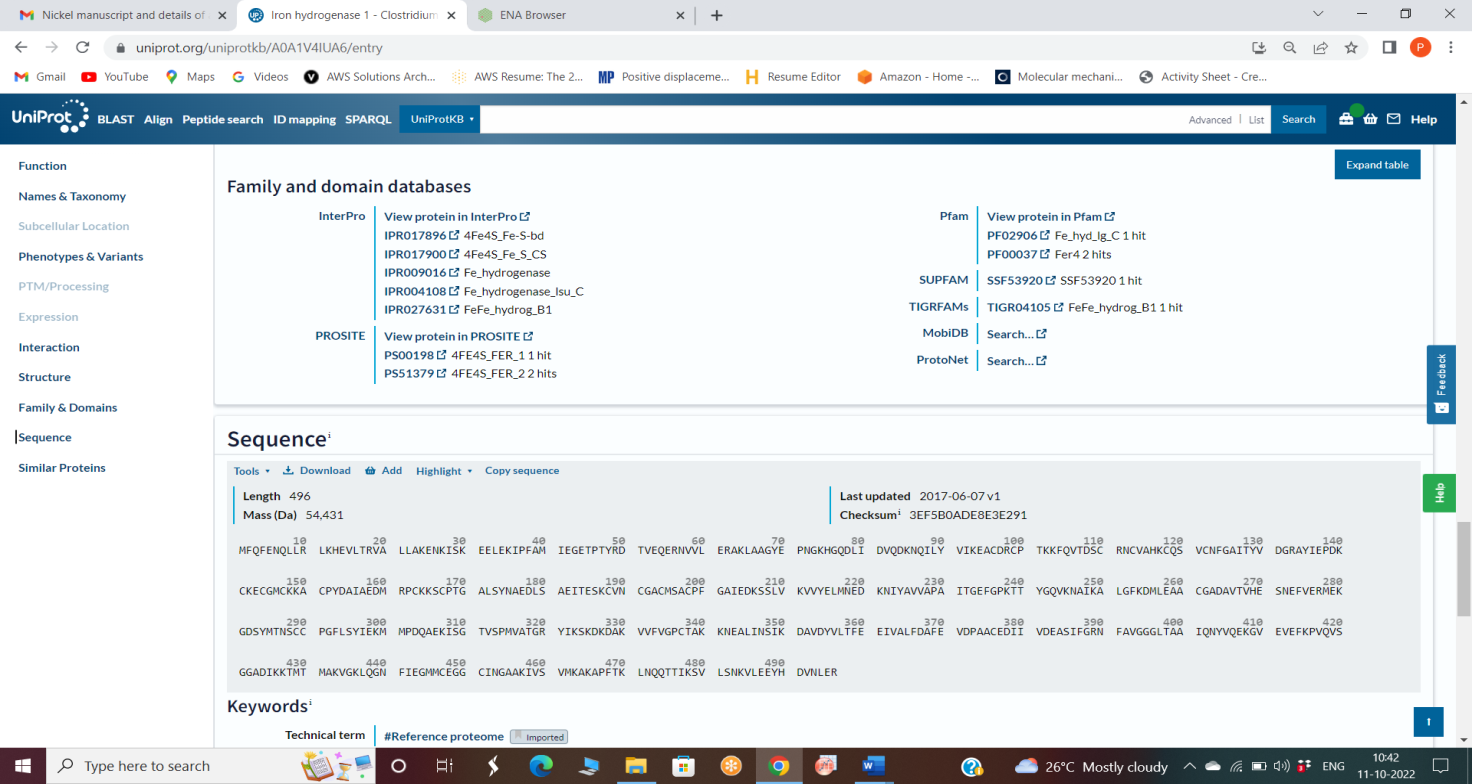 Nickel manuscript and details of
Iron hydrogenase 1 - Clostridium
ENA Browser
uniprot.org/uniprotkb/A0A1V4IUA6/entry
P
Gmail YouTube Maps Videos AWS Solutions Arch... AWS Resume: The 2... MP Positive displaceme... Resume Editor Amazon - Home -... Molecular mechani... Activity Sheet - Cre...
UniProt BLAST Align Peptide search ID mapping SPARQL UniProtKB Advanced | List Search Help
Function
Names & Taxonomy
Subcellular Location
Phenotypes & Variants
PTM/Processing
Expression
Interaction
Structure
Family & Domains
Sequence
Similar Proteins
Expand table
Family and domain databases
InterPro View protein in InterPro
IPR017896 4Fe4S_Fe-S-bd
IPR017900 4Fe4S_Fe_S_CS
IPR009016 Fe_hydrogenase
IPR004108 Fe_hydrogenase_lsu_C
IPR027631 FeFe_hydrog_B1
PROSITE View protein in PROSITE
PS00198 4FE4S_FER_1 1 hit
PS51379 4FE4S_FER_2 2 hits
Pfam View protein in Pfam
PF02906 Fe_hyd_lg_C 1 hit
PF00037 Fer4 2 hits
SUPFAM SSF53920 SSF53920 1 hit
TIGRFAMs TIGR04105 FeFe_hydrog_B1 1 hit
MobiDB Search...
ProtoNet Search...
Feedback
Help
Sequence i
Tools Download Add Highlight Copy sequence
Length 496
Mass (Da) 54,431
Last updated 2017-06-07 v1
Checksum i 3EF5B0ADE8E3E291
10 20 30 40 50 60 70 80 90 100 110 120 130 140
MFQFENQLLR LKHEVLTRVA LLAKENKISK EELEKIPFAM IEGETPTYRD TVEQERNVVL ERAKLAAGYE PNGKHGQDLI DVQDKNQILY VIKEACDRCP TKKFQVTDSC RNCVAHKCQS VCNFGAITYV DGRAYIEPDK
150 160 170 180 190 200 210 220 230 240 250 260 270 280
CKECGMCKKA CPYDAIAEDM RPCKKSCPTG ALSYNAEDLS AEITESKCVN CGACMSACPF GAIEDKSSLV KVVYELMNED KNIYAVVAPA ITGEFGPKTT YGQVKNAIKA LGFKDMLEAA CGADAVTVHE SNEFVERMEK
290 300 310 320 330 340 350 360 370 380 390 400 410 420
GDSYMTNSCC PGFLSYIEKM MPDQAEKISG TVSPMVATGR YIKSKDKDAK VVFVGPCTAK KNEALINSIK DAVDYVLTFE EIVALFDAFE VDPAACEDII VDEASIFGRN FAVGGGLTAA IQNYVQEKGV EVEFKPVQVS
430 440 450 460 470 480 490
GGADIKKTMT MAKVGKLQGN FIEGMMCEGG CINGAAKIVS VMKAKAPFTK LNQQTTIKSV LSNKVLEEYH DVNLER
Keywords i
Technical term #Reference proteome Imported
Type here to search
26°C Mostly cloudy ENG 10:42
11-10-2022